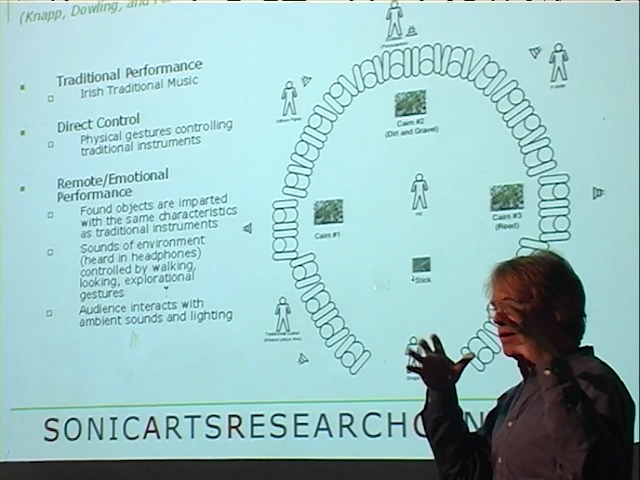 (Knapp, Dowling, and
Traditional Performance
Irish Traditional Music
Direct Control
Physical gestures controlling
traditional instruments
Remote/Emotional
Performance
Found objects are imparted
with the same characteristics
as traditional instruments
Sounds of environment
(heard in headphones)
controlled by walking,
looking, explorational
gestures
Audience interacts with
ambient sounds and lighting
Cairn #2
(Dirt and Gravel)
Cairn #1
Cairn #3
(Reed)
Stick
SONICARTSRESEARCH